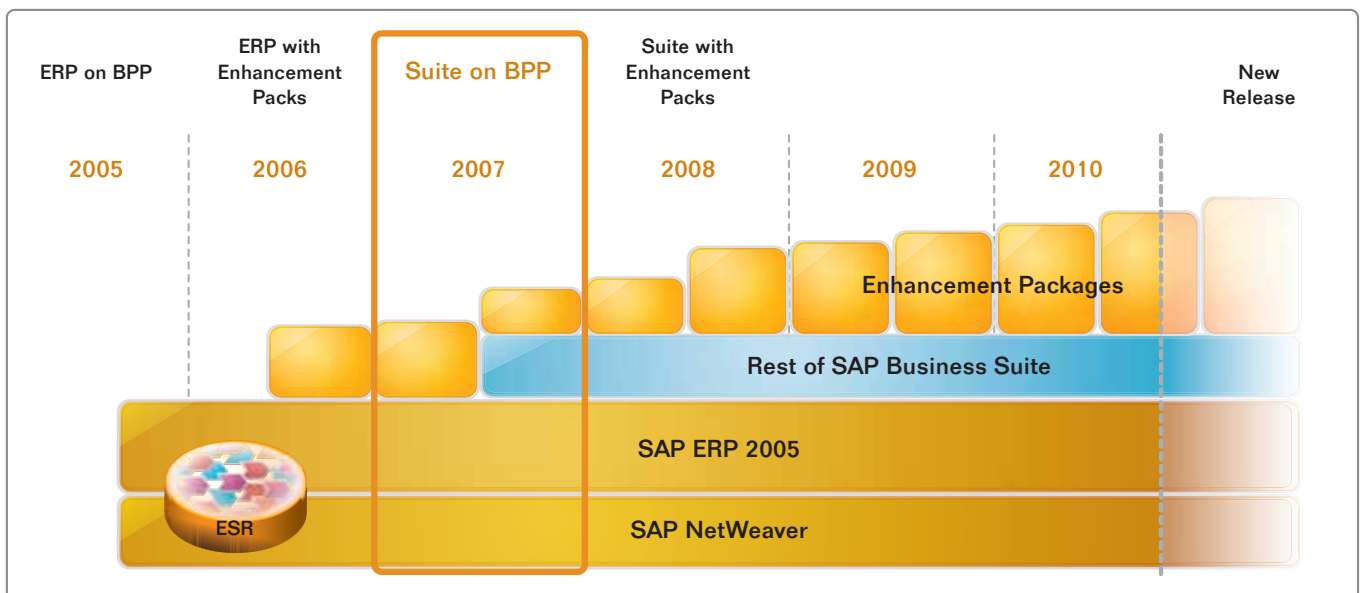 ERP on BPP
ERP with
Enhancement
Packs
Suite on BPP
Suite with
Enhancement
Packs
New
Release
2005
2006
2007
2008
2009
2010
Enhancement Packages
Rest of SAP Business Suite
SAP ERP 2005
ESR
SAP NetWeaver